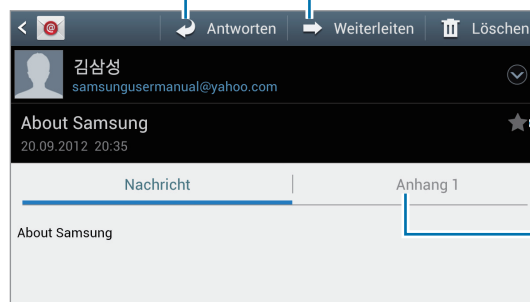 Antworten Weiterleiten Löschen
김삼성
samsungusermanual@yahoo.com
About Samsung
20.09.2012 20:35
Nachricht Anhang 1
About Samsung